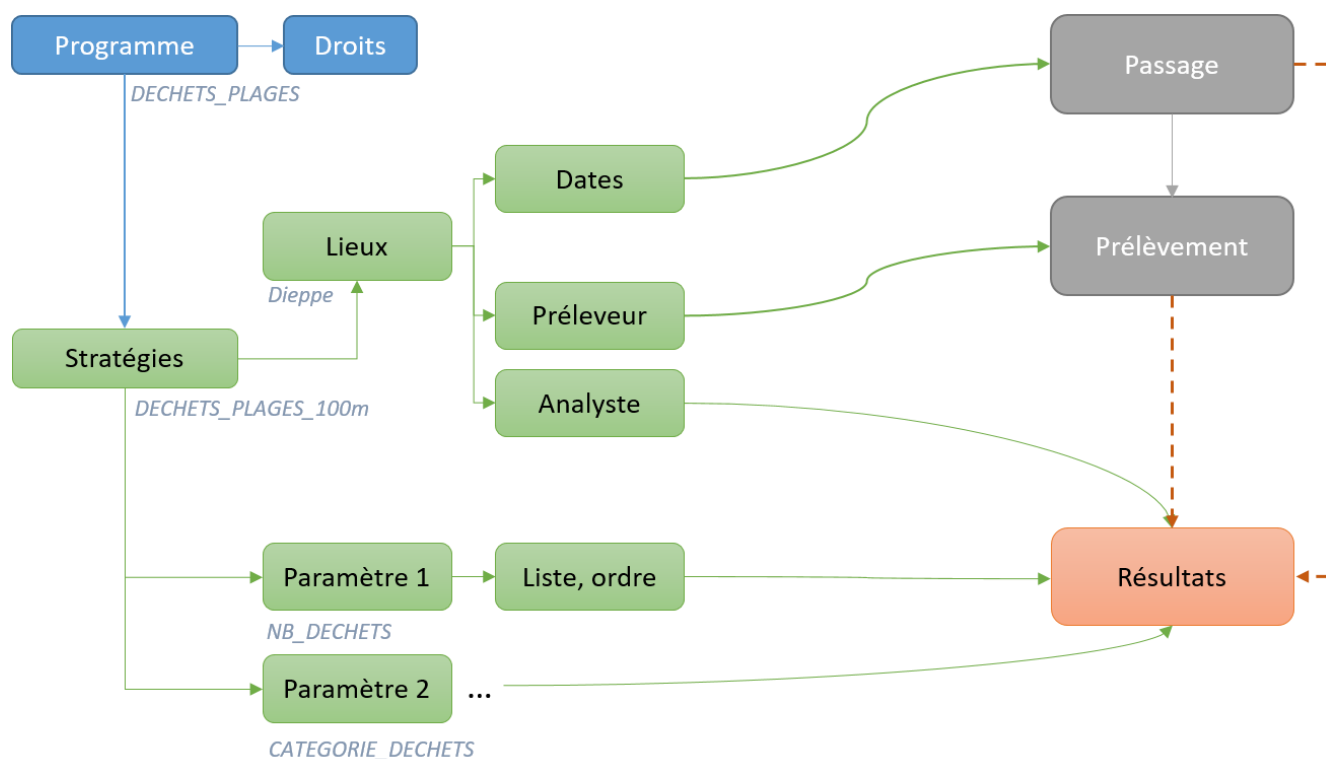 Programme
Droits
DECHETS_PLAGES
Passage
Dates
Lieux
Prélèvement
Dieppe
Préleveur
Stratégies
DECHETS_PLAGES_100m
Analyste
Paramètre 1
Liste, ordre
Résultats
NB_DECHETS
Paramètre 2
...
CATEGORIE_DECHETS